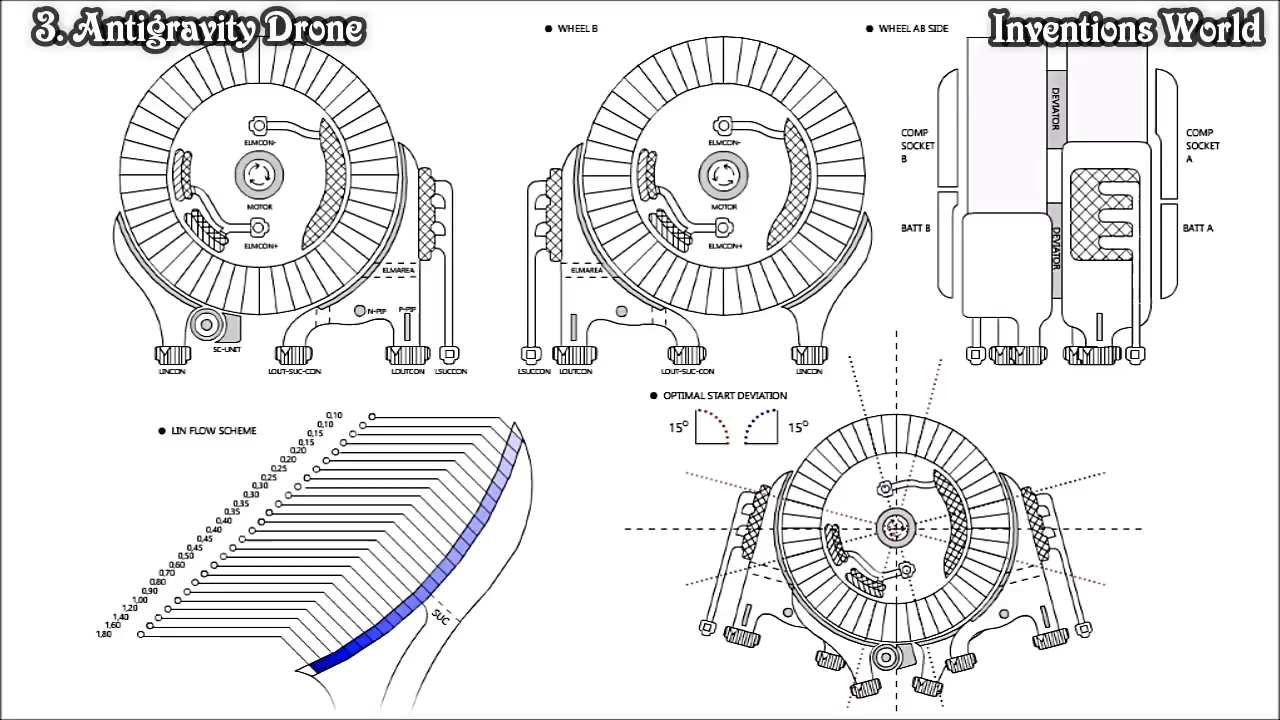 3. Antigravity Drone
Inventions World
WHEEL B
WHEEL AB SIDE
ELMCON-
MOTOR
ELMCON+
ELMAREA
N-PIP
P-PIP
SC-UNIT
LINCON
LOUT-SUC-CON
LOUTCON
LSUCCON
ELMCON-
MOTOR
ELMCON+
ELMAREA
LSUCCON
LOUTCON
LOUT-SUC-CON
LINCON
DEVIATOR
DEVIATOR
COMP
SOCKET
B
BATT B
COMP
SOCKET
A
BATT A
LIN FLOW SCHEME
0,10
0,10
0,15
0,15
0,20
0,20
0,25
0,25
0,30
0,30
0,35
0,35
0,40
0,40
0,45
0,45
0,50
0,60
0,70
0,80
0,90
1,00
1,20
1,40
1,60
1,80
SUC
OPTIMAL START DEVIATION
15°
15°